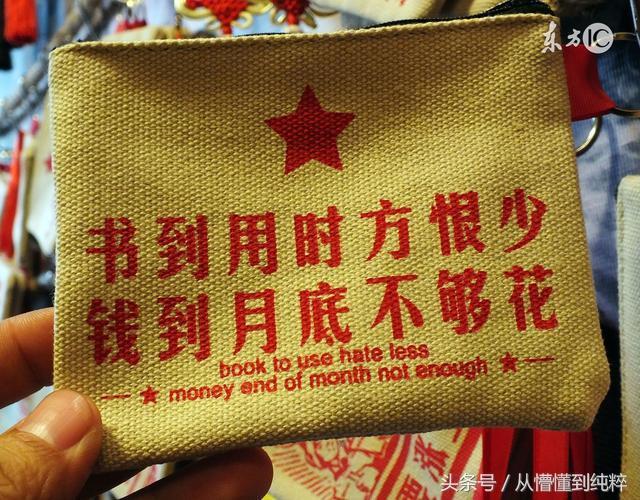 东方IC
书到用时方恨少
钱到月底不够花
book to use hate less
money end of month not enough
头条号／从懵懂到纯粹